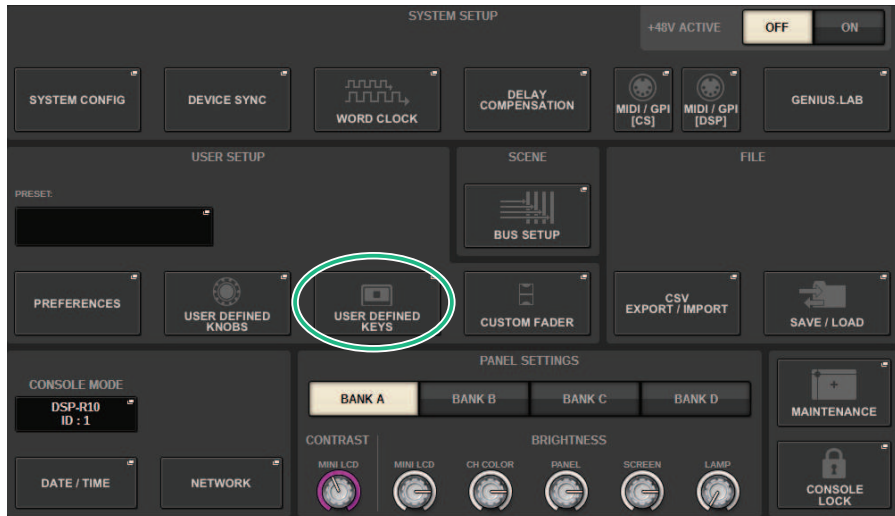 SYSTEM SETUP
+48V ACTIVE
OFF
ON
SYSTEM CONFIG
DEVICE SYNC
WORD CLOCK
DELAY
COMPENSATION
MIDI / GPI
[CS]
MIDI / GPI
[DSP]
GENIUS.LAB
USER SETUP
PRESET:
PREFERENCES
USER DEFINED
KNOBS
USER DEFINED
KEYS
SCENE
BUS SETUP
CUSTOM FADER
FILE
CSV
EXPORT / IMPORT
SAVE / LOAD
CONSOLE MODE
DSP-R10
ID : 1
DATE / TIME
NETWORK
PANEL SETTINGS
BANK A
BANK B
BANK C
BANK D
CONTRAST
BRIGHTNESS
MINI LCD
MINI LCD
CH COLOR
PANEL
SCREEN
LAMP
MAINTENANCE
CONSOLE
LOCK